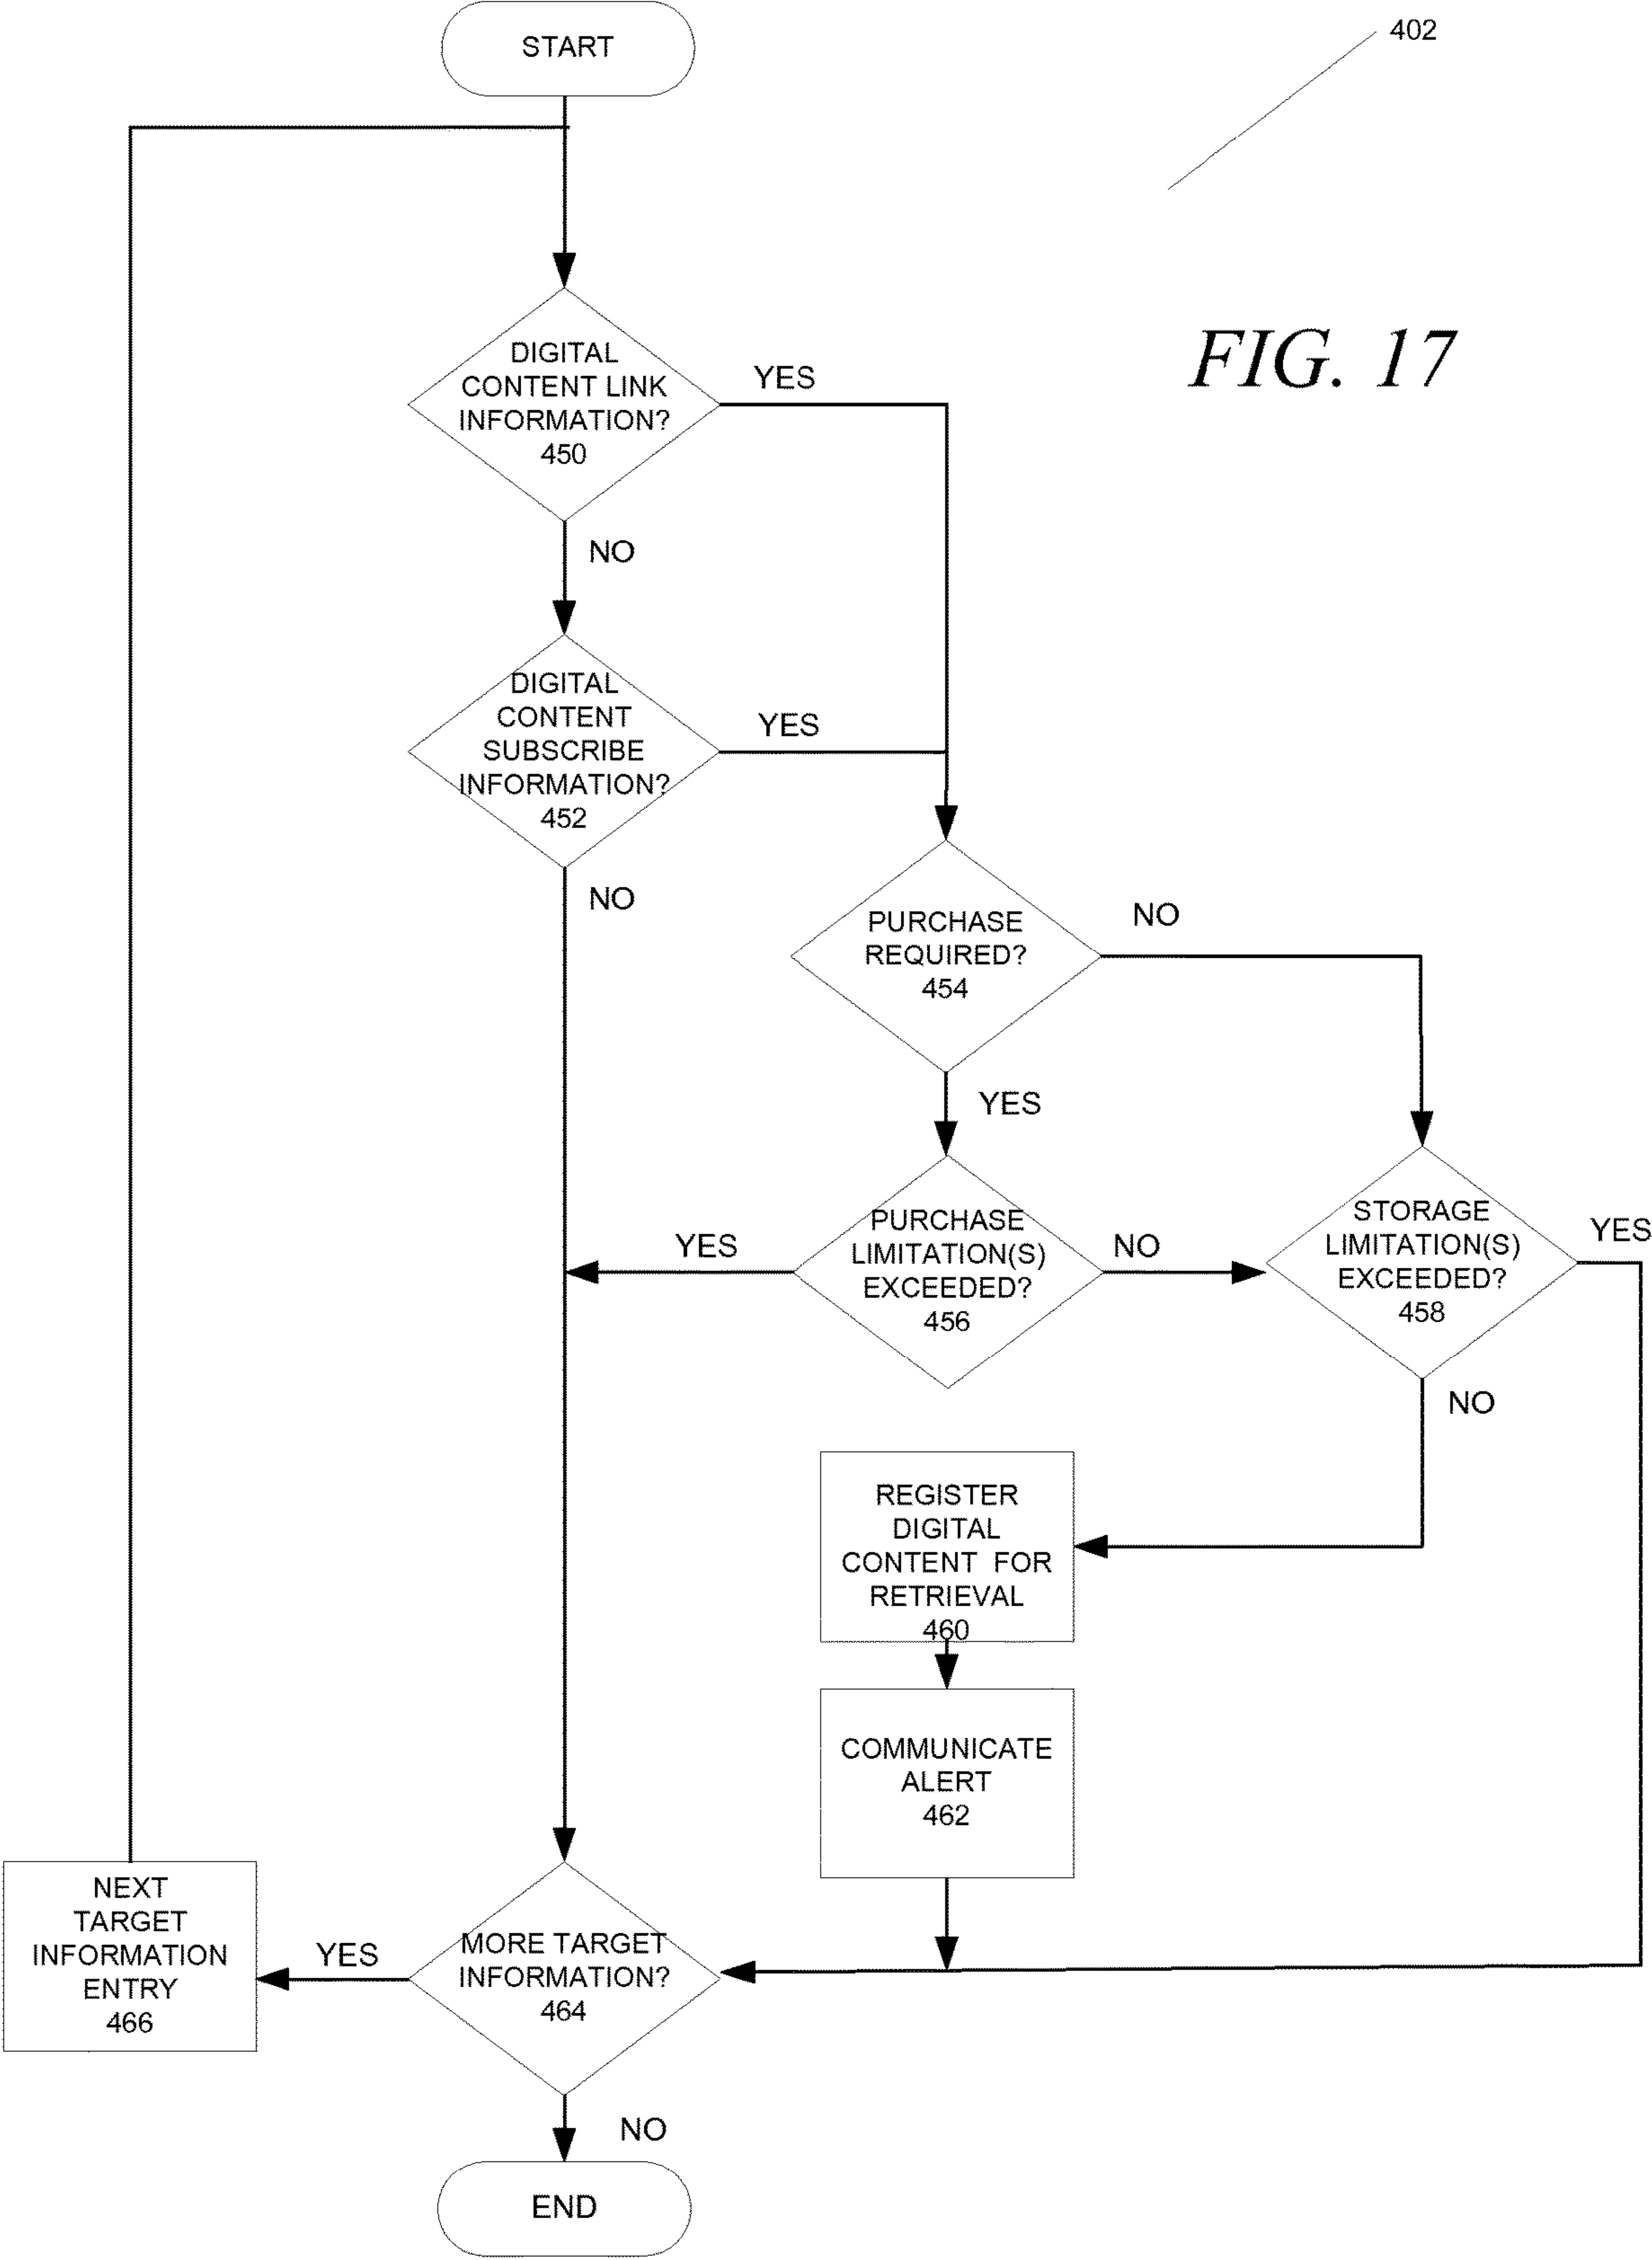 START
402
FIG. 17
DIGITAL
CONTENT LINK
INFORMATION?
450
YES
NO
DIGITAL
CONTENT
SUBSCRIBE
INFORMATION?
452
YES
NO
PURCHASE
REQUIRED?
454
NO
YES
PURCHASE
LIMITATION(S)
EXCEEDED?
456
YES
NO
STORAGE
LIMITATION(S)
EXCEEDED?
458
YES
NO
REGISTER
DIGITAL
CONTENT FOR
RETRIEVAL
460
COMMUNICATE
ALERT
462
MORE TARGET
INFORMATION?
464
YES
NEXT
TARGET
INFORMATION
ENTRY
466
NO
END